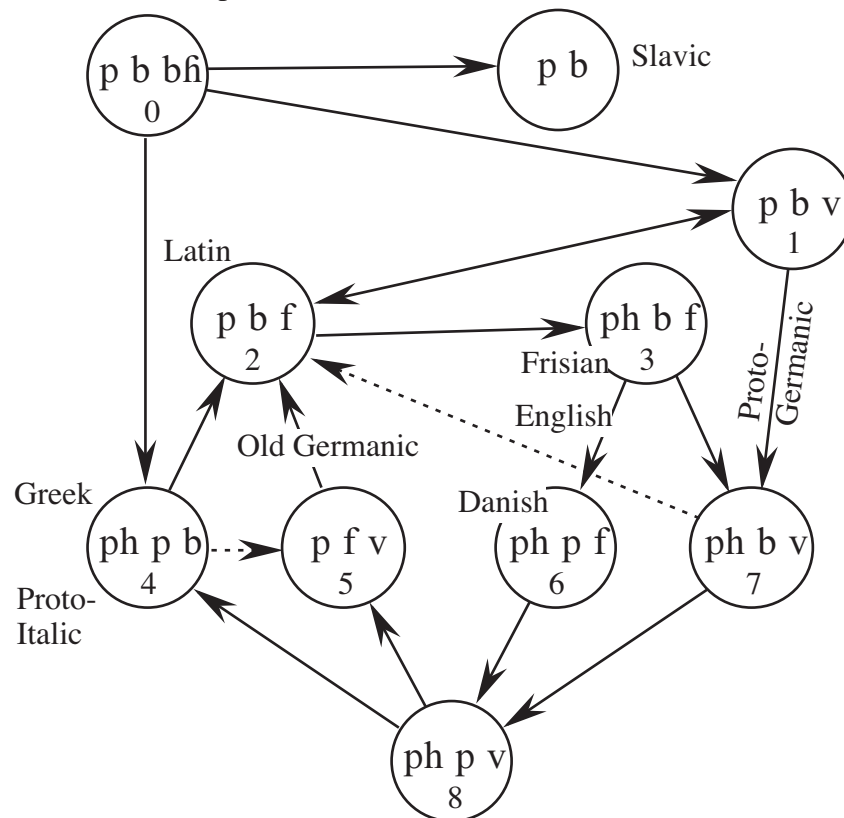 p b bɦ
0
p b
Slavic
p b v
1
Latin
p b f
2
ph b f
3
Frisian
Proto-
Germanic
English
Old Germanic
Greek
Danish
ph p b
4
p f v
5
ph p f
6
ph b v
7
Proto-
Italic
ph p v
8